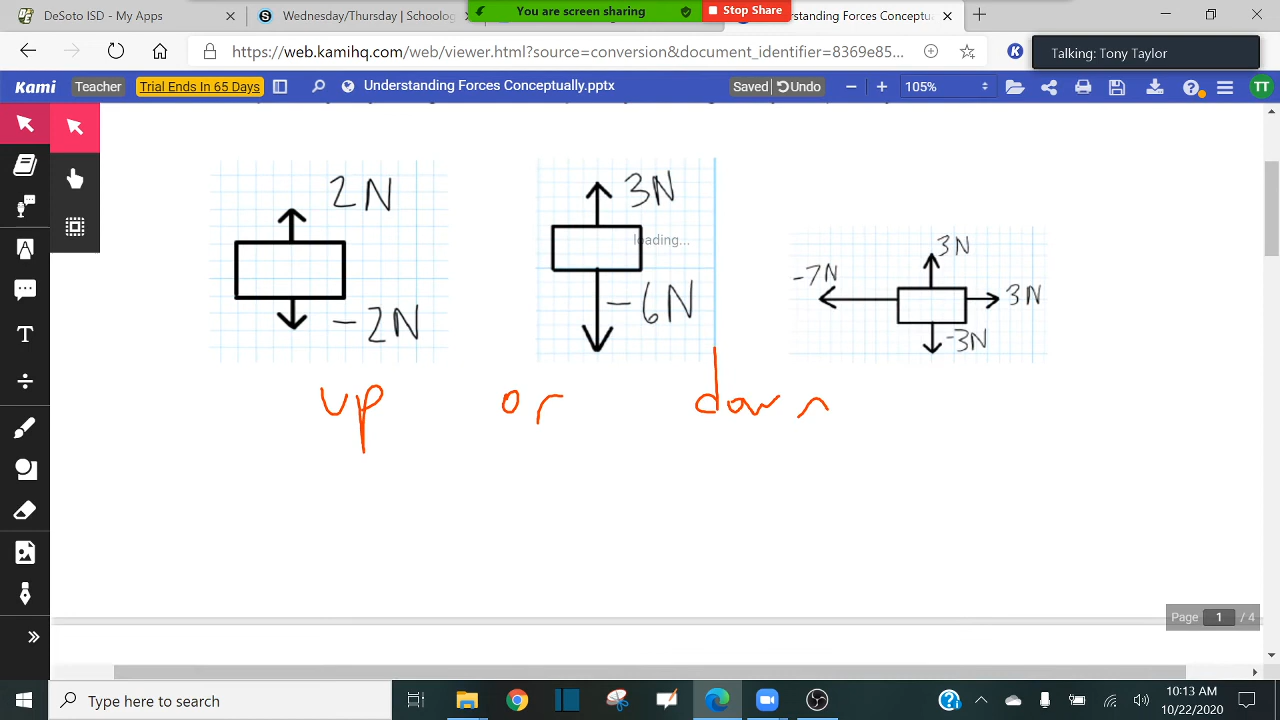 Dadeschools - My Apps
Wednesday/Thursday | Schoolog
You are screen sharing
Stop Share
Understanding Forces Conceptu
https://web.kamihq.com/web/viewer.html?source=conversion&document_identifier=8369e85...
Talking: Tony Taylor
Kami Teacher Trial Ends In 65 Days Understanding Forces Conceptually.pptx Saved Undo 105% TT
2N
-2N
3N
loading...
-6N
-7N
3N
3N
-3N
up or down
Page 1 / 4
Type here to search
10:13 AM
10/22/2020